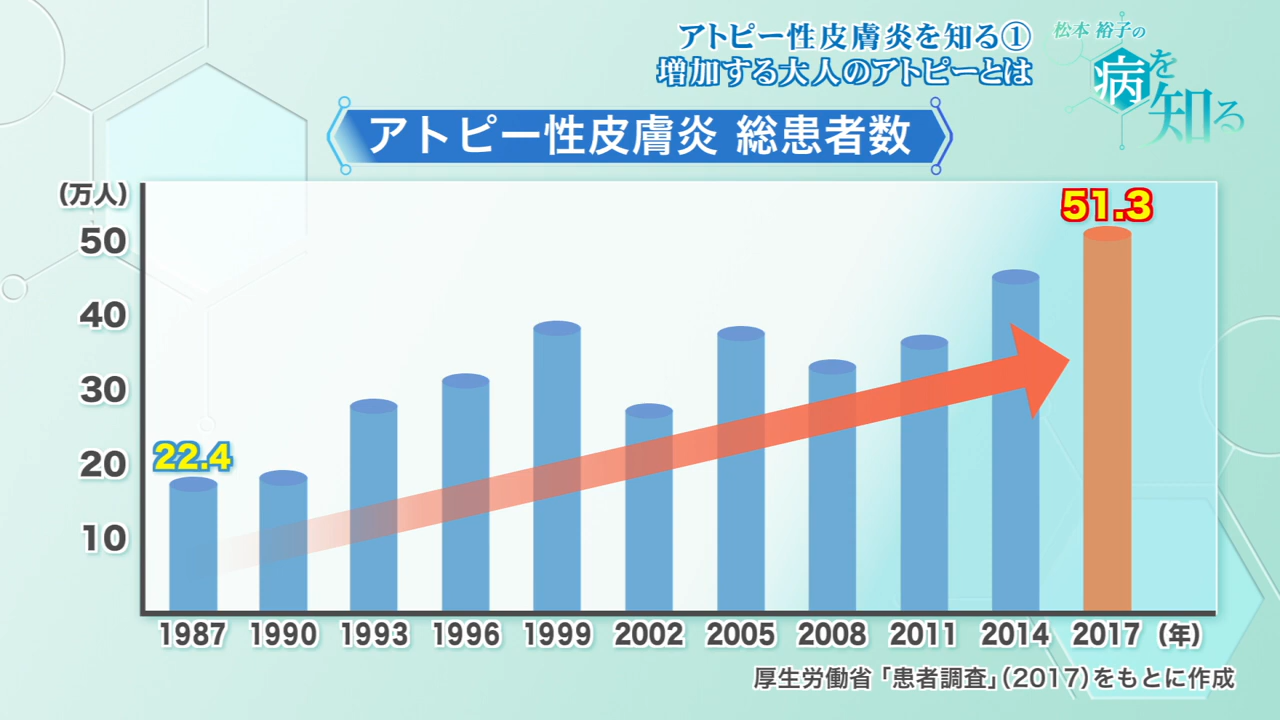 アトピー性皮膚炎を知る①
増加する大人のアトピーとは
松本 裕子の
病を知る
アトピー性皮膚炎 総患者数
(万人)
50
40
30
20
10
22.4
51.3
1987 1990 1993 1996 1999 2002 2005 2008 2011 2014 2017 (年)
厚生労働省「患者調査」(2017)をもとに作成